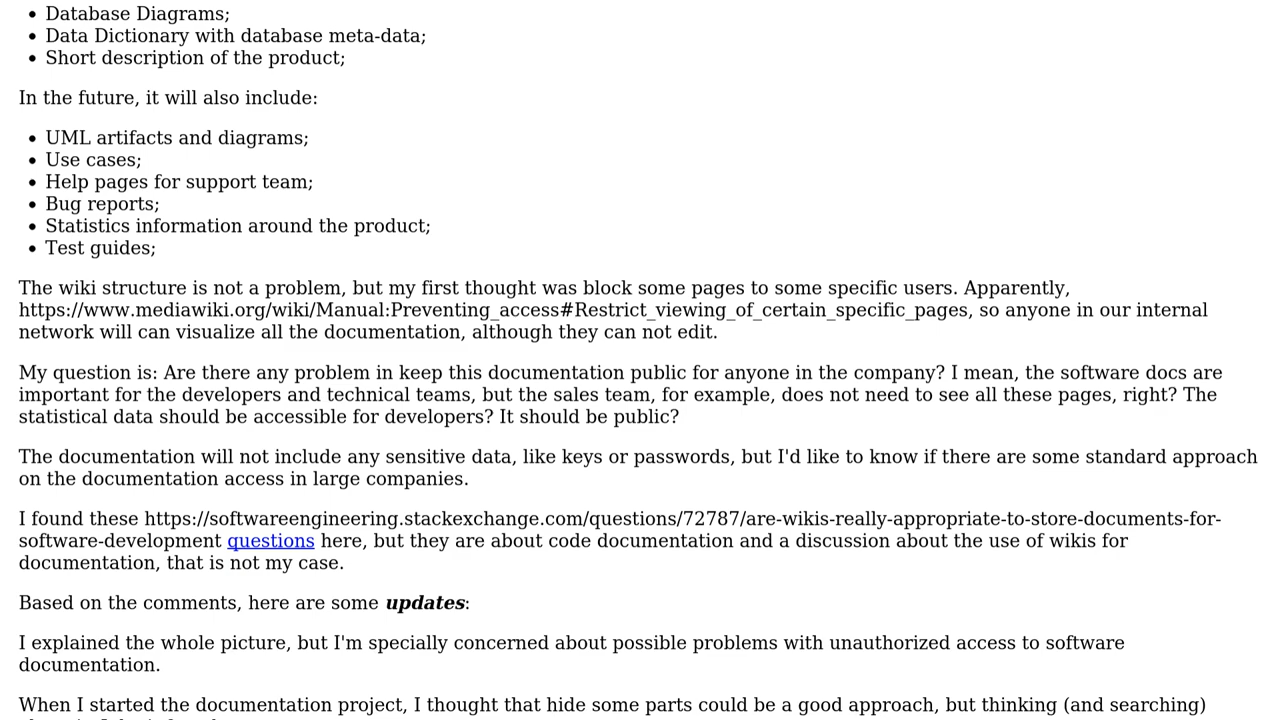 Database Diagrams;
Data Dictionary with database meta-data;
Short description of the product;
In the future, it will also include:
UML artifacts and diagrams;
Use cases;
Help pages for support team;
Bug reports;
Statistics information around the product;
Test guides;
The wiki structure is not a problem, but my first thought was block some pages to some specific users. Apparently,
https://www.mediawiki.org/wiki/Manual:Preventing_access#Restrict_viewing_of_certain_specific_pages, so anyone in our internal
network will can visualize all the documentation, although they can not edit.
My question is: Are there any problem in keep this documentation public for anyone in the company? I mean, the software docs are
important for the developers and technical teams, but the sales team, for example, does not need to see all these pages, right? The
statistical data should be accessible for developers? It should be public?
The documentation will not include any sensitive data, like keys or passwords, but I'd like to know if there are some standard approach
on the documentation access in large companies.
I found these https://softwareengineering.stackexchange.com/questions/72787/are-wikis-really-appropriate-to-store-documents-for-
software-development questions here, but they are about code documentation and a discussion about the use of wikis for
documentation, that is not my case.
Based on the comments, here are some updates:
I explained the whole picture, but I'm specially concerned about possible problems with unauthorized access to software
documentation.
When I started the documentation project, I thought that hide some parts could be a good approach, but thinking (and searching)